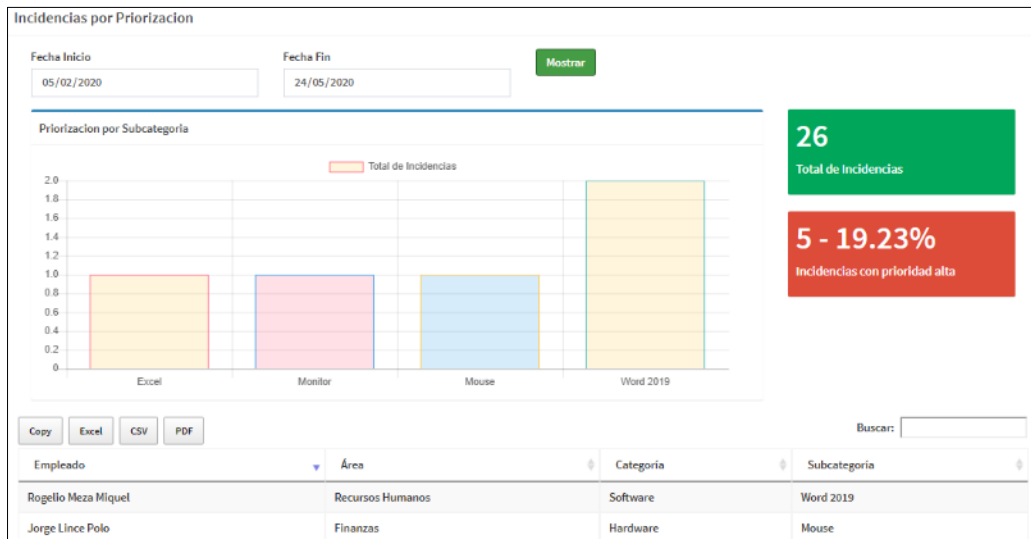 Incidencias por Priorizacion
Fecha Inicio
Fecha Fin
Mostrar
05/02/2020
24/05/2020
Priorizacion por Subcategoria
Total de Incidencias
2.0
1.8
1.6
1.4
1.2
1.0
0.8
0.6
0.4
0.2
0
Excel Monitor Mouse Word 2019
26
Total de Incidencias
5 - 19.23%
Incidencias con prioridad alta
Copy Excel CSV PDF
Buscar:
Empleado Área Categoria Subcategoria
Rogelio Meza Miquel Recursos Humanos Software Word 2019
Jorge Lince Polo Finanzas Hardware Mouse